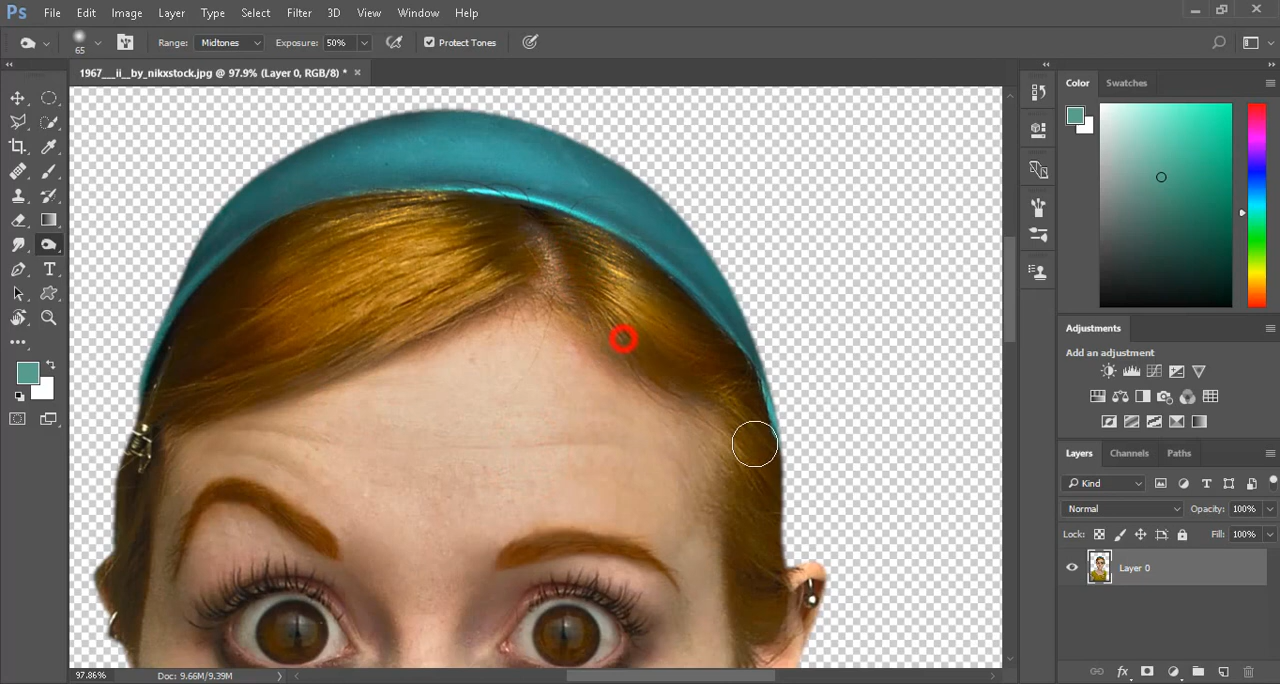 Ps File Edit Image Layer Type Select Filter 3D View Window Help
65 Range: Midtones Exposure: 50% Protect Tones
1967__ii__by_nikxstock.jpg @ 97.9% (Layer 0, RGB/8) * ×
Color Swatches
T
Adjustments
Add an adjustment
Layers Channels Paths
Kind T
Normal Opacity: 100%
Lock: Fill: 100%
Layer 0
97.86% Doc: 9.66M/9.39M
fx